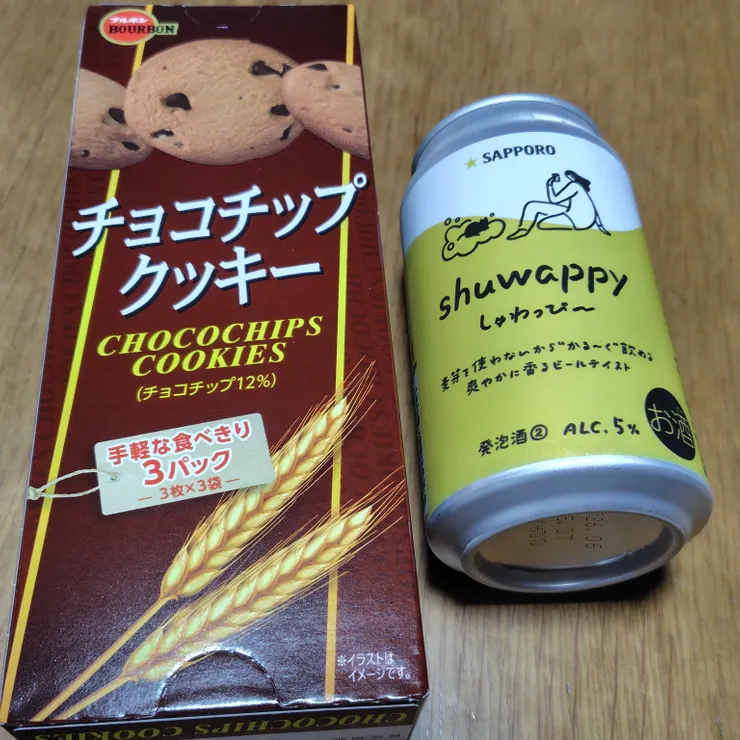 ブルボン
BOURBON
チョコチップ
クッキー
CHOCOCHIPS
COOKIES
(チョコチップ12%)
手軽な食べきり
3パック
— 3枚×3袋 —
※イラストは
イメージです。
CHOCOCHIPS COOKIES
SAPPORO
shuwappy
しゅわっぴ〜
麦芽を使わないから"かる〜く"飲める
爽やかに香るビールテイスト
発泡酒② ALC.5%
お酒